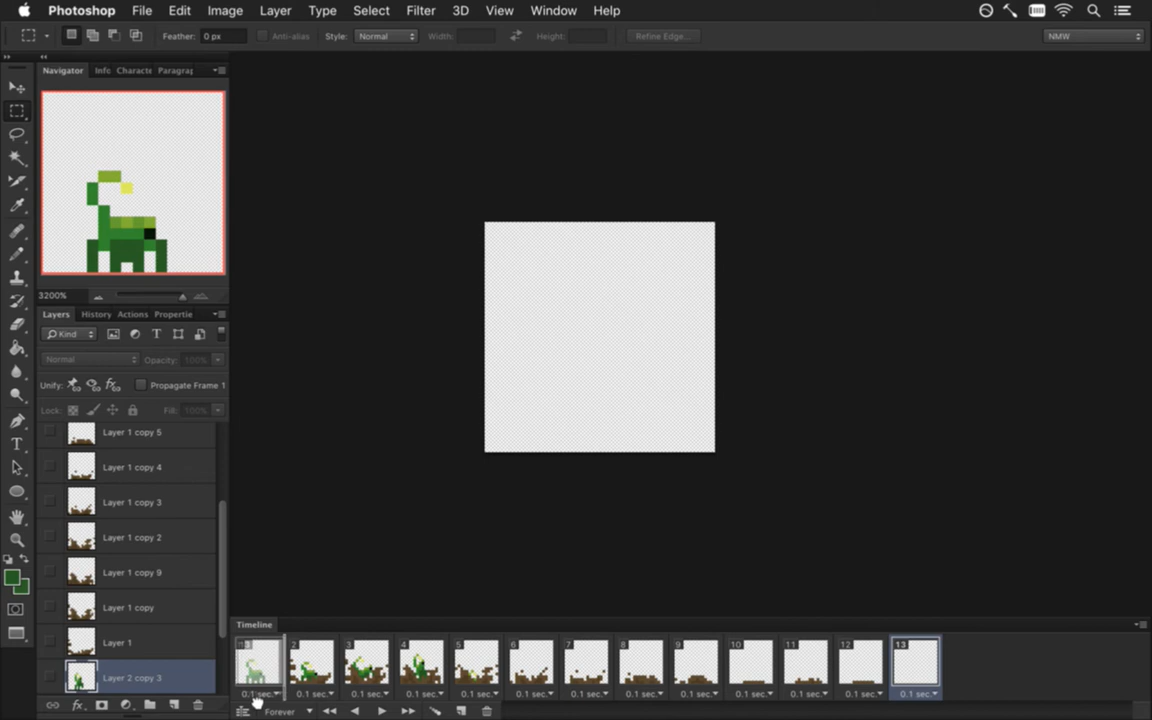 Photoshop File Edit Image Layer Type Select Filter 3D View Window Help
Feather: 0 px Anti-alias Style: Normal Width: Height: Refine Edge... NMW
Navigator Info Characte Paragrap
3200%
Layers History Actions Propertie
Kind
Normal Opacity: 100%
Unify: Propagate Frame 1
Lock: Fill: 100%
Layer 1 copy 5
Layer 1 copy 4
Layer 1 copy 3
Layer 1 copy 2
Layer 1 copy 9
Layer 1 copy
Layer 1
Layer 2 copy 3
Timeline
2 3 4 5 6 7 8 9 10 11 12 13
0.1 sec. 0.1 sec. 0.1 sec. 0.1 sec. 0.1 sec. 0.1 sec. 0.1 sec. 0.1 sec. 0.1 sec. 0.1 sec. 0.1 sec. 0.1 sec. 0.1 sec.
Forever